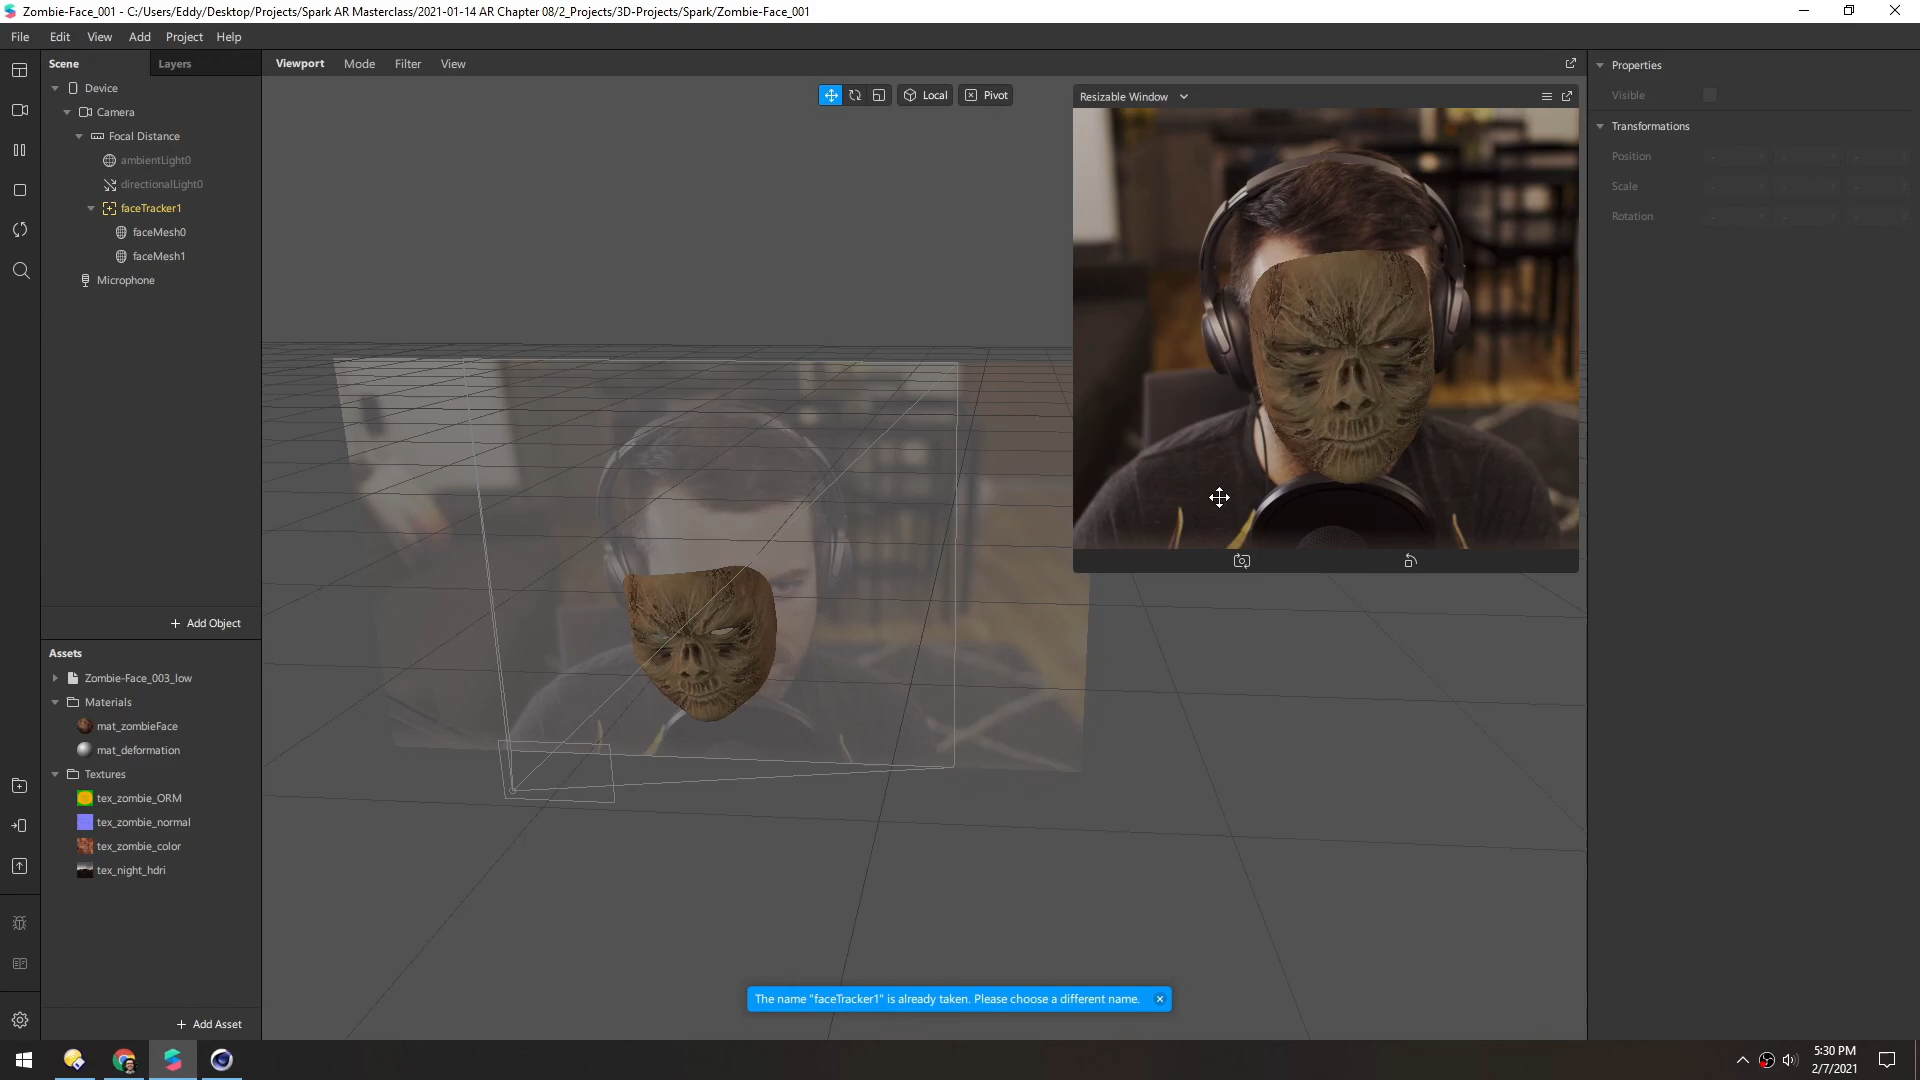 Zombie-Face_001 - C:/Users/Eddy/Desktop/Projects/Spark AR Masterclass/2021-01-14 AR Chapter 08/2_Projects/3D-Projects/Spark/Zombie-Face_001
File Edit View Add Project Help
Scene Layers
Device
Camera
Focal Distance
ambientLight0
directionalLight0
faceTracker1
faceMesh0
faceMesh1
Microphone
+ Add Object
Assets
Zombie-Face_003_low
Materials
mat_zombieFace
mat_deformation
Textures
tex_zombie_ORM
tex_zombie_normal
tex_zombie_color
tex_night_hdri
+ Add Asset
Viewport Mode Filter View
Local Pivot
Resizable Window
The name "faceTracker1" is already taken. Please choose a different name.
Properties
Visible
Transformations
Position
Scale
Rotation
5:30 PM
2/7/2021